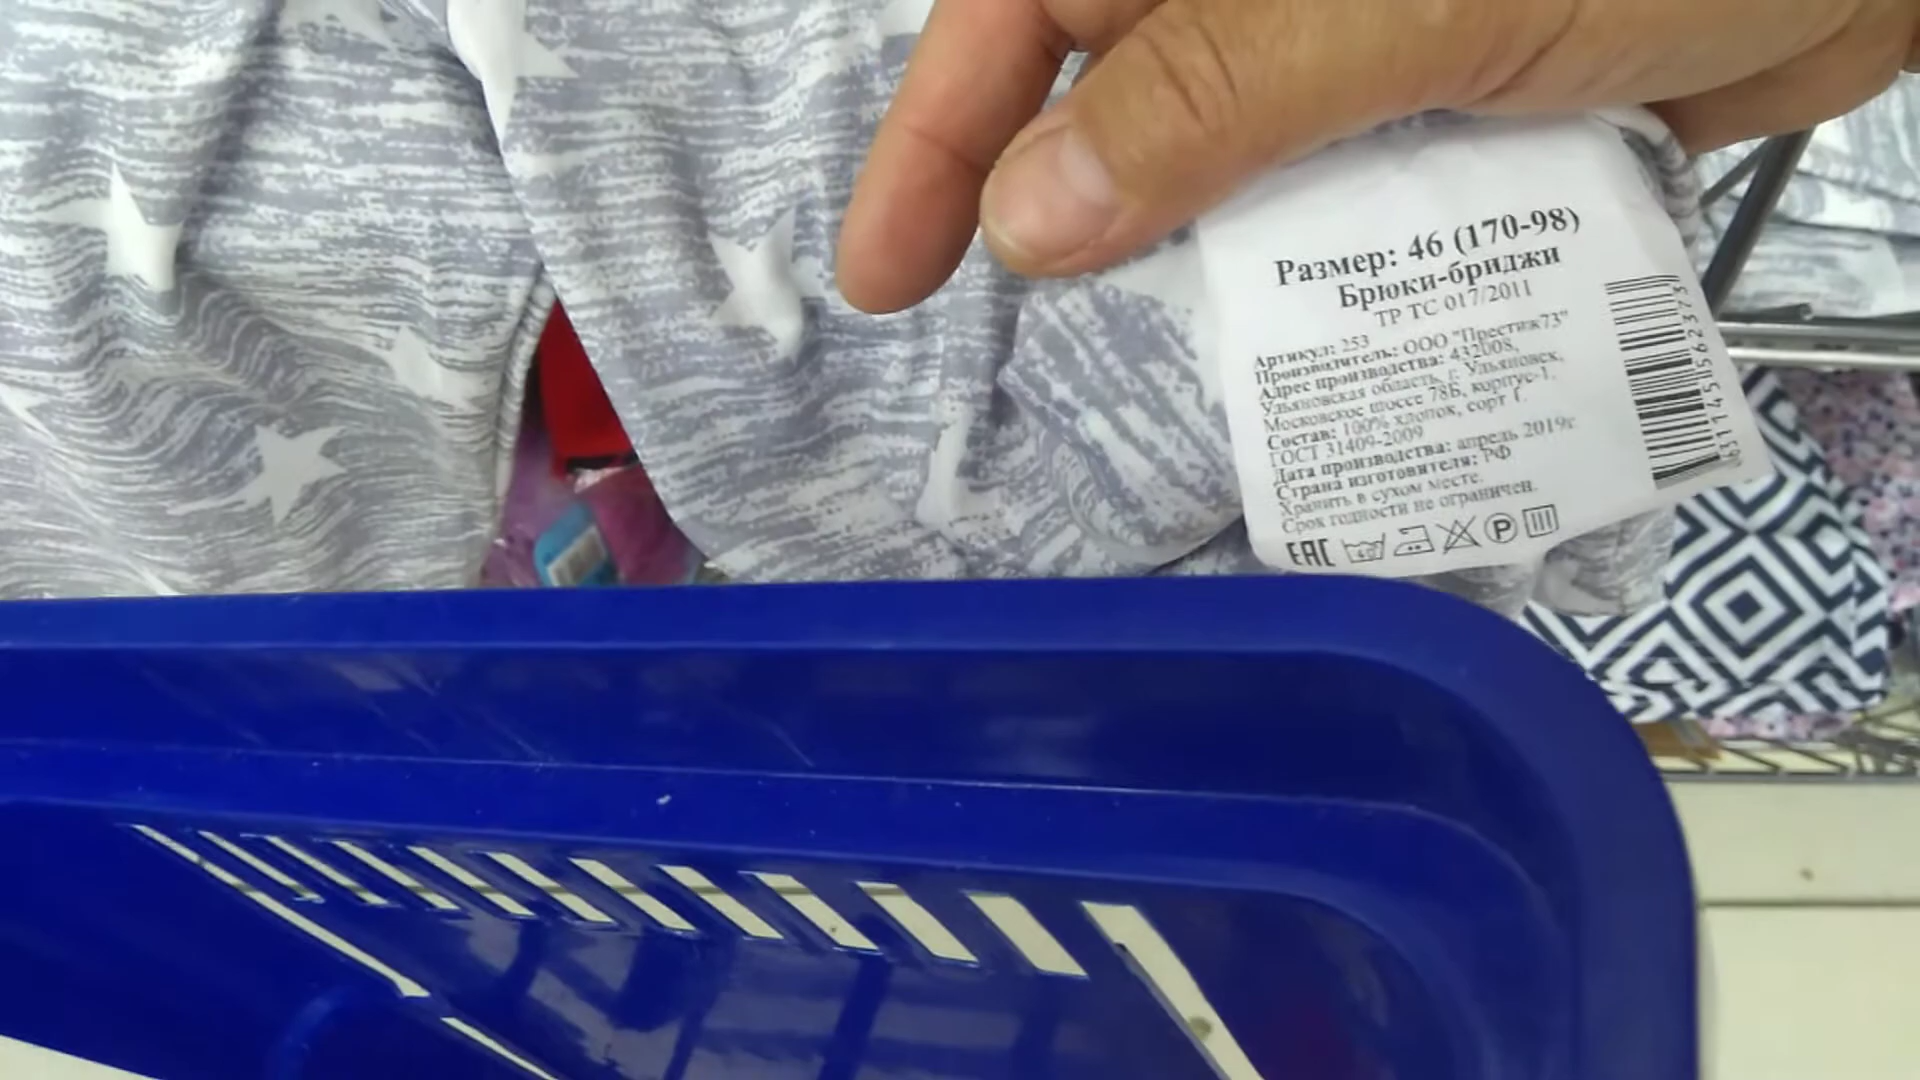 Размер: 46 (170-98)
Брюки-бриджи
ТР ТС 017/2011
Артикул: 253
Производитель: ООО "Престиж73"
Адрес производства: 432008,
Ульяновская область, г. Ульяновск,
Московское шоссе 78Б, корпус-1.
Состав: 100% хлопок, сорт 1.
ГОСТ 31409-2009
Дата производства: апрель 2019г.
Страна изготовителя: РФ
Хранить в сухом месте.
Срок годности не ограничен.
EAC 40 P